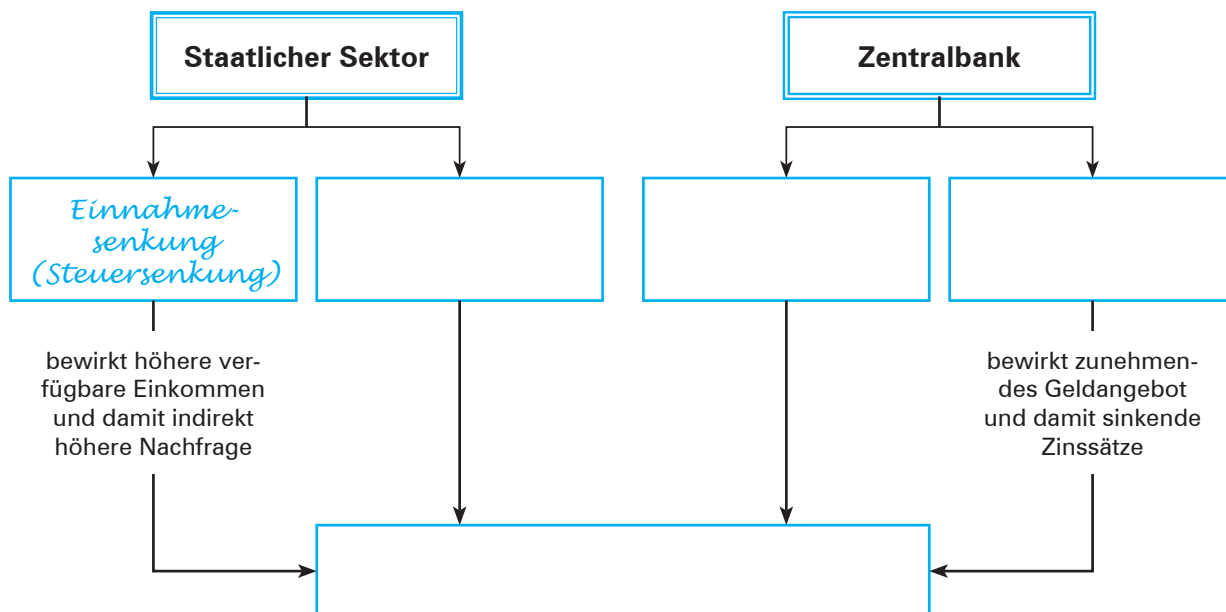 Staatlicher Sektor
Zentralbank
Einnahme-
senkung
(Steuersenkung)
bewirkt höhere ver-
fügbare Einkommen
und damit indirekt
höhere Nachfrage
bewirkt zunehmen-
des Geldangebot
und damit sinkende
Zinssätze